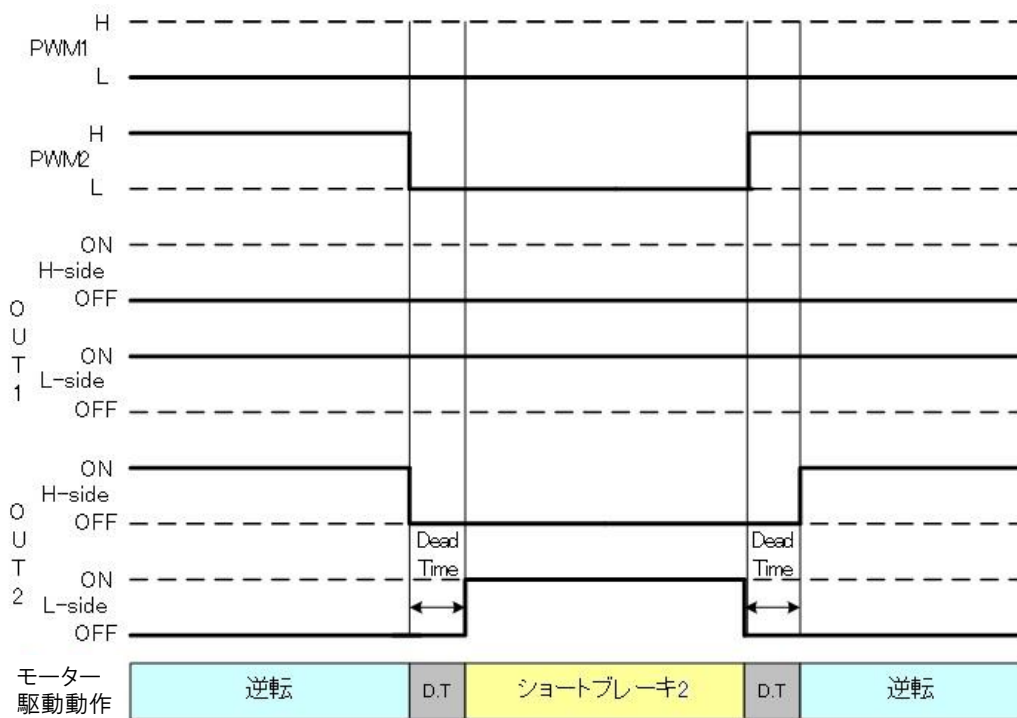 H
PWM1
L
H
PWM2
L
ON
H-side
OFF
OUT1
ON
L-side
OFF
ON
H-side
OFF
OUT2
Dead
Time
Dead
Time
ON
L-side
OFF
モーター
駆動動作
逆転
D.T
ショートブレーキ2
D.T
逆転